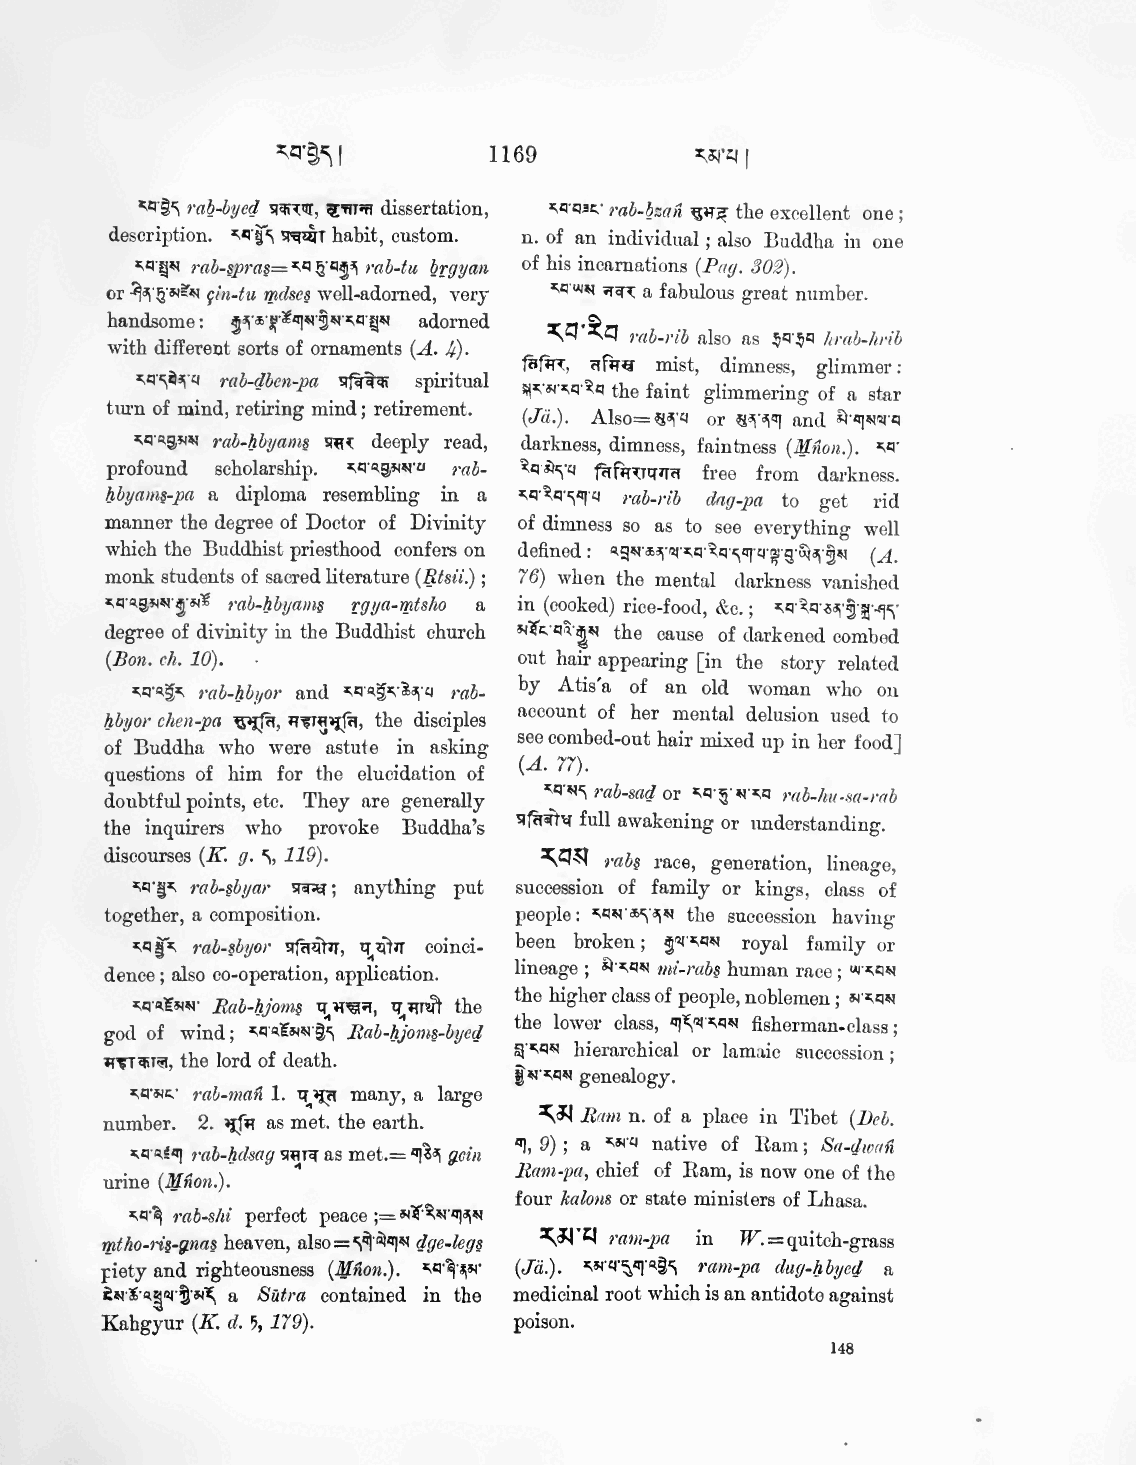 རབ་བྱེད། 1169 རམ་པ།
རབ་བྱེད rab-byed प्रकरण, वृत्तान्त dissertation,
description. རབ་སྤྱོད प्रचर्य्या habit, custom.
རབ་སྤྲས rab-spras=རབ་ཏུ་བརྒྱན rab-tu brgyan
or ཤིན་ཏུ་མཛེས çin-tu mdses well-adorned, very
handsome: རྒྱན་ཆ་སྣ་ཚོགས་ཀྱིས་རབ་སྤྲས adorned
with different sorts of ornaments (A. 4).
རབ་དབེན་པ rab-dben-pa प्रविवेक spiritual
turn of mind, retiring mind; retirement.
རབ་འབྱམས rab-hbyams प्रसर deeply read,
profound scholarship. རབ་འབྱམས་པ rab-
hbyams-pa a diploma resembling in a
manner the degree of Doctor of Divinity
which the Buddhist priesthood confers on
monk students of sacred literature (Rtsii.);
རབ་འབྱམས་རྒྱ་མཚོ rab-hbyams rgya-mtsho a
degree of divinity in the Buddhist church
(Bon. ch. 10).
རབ་འབྱོར rab-hbyor and རབ་འབྱོར་ཆེན་པ rab-
hbyor chen-pa सुभूति, महासुभूति, the disciples
of Buddha who were astute in asking
questions of him for the elucidation of
doubtful points, etc. They are generally
the inquirers who provoke Buddha's
discourses (K. g. ད, 119).
རབ་སྦྱར rab-sbyar प्रबन्ध; anything put
together, a composition.
རབ་སྦྱོར rab-sbyor प्रतियोग, प्रयोग coinci-
dence; also co-operation, application.
རབ་འཇོམས་ Rab-hjoms प्रभञ्जन, प्रमाथी the
god of wind; རབ་འཇོམས་བྱེད Rab-hjoms-byed
महाकाल, the lord of death.
རབ་མང་ rab-mañ 1. प्रभूत many, a large
number. 2. भूमि as met. the earth.
རབ་འཛག rab-hdsag प्रस्राव as met.=གཅིན gcin
urine (Mñon.).
རབ་ཞི rab-shi perfect peace;=མཐོ་རིས་གནས
mtho-ris-gnas heaven, also=དགེ་ལེགས dge-legs
piety and righteousness (Mñon.). རབ་ཞི་རྣམ་
ངེས་ཆོ་འཕྲུལ་གྱི་མདོ a Sūtra contained in the
Kahgyur (K. d. 179).
རབ་བཟང་ rab-bzañ सुभद्र the excellent one;
n. of an individual; also Buddha in one
of his incarnations (Pag. 302).
རབ་ཡས नवर a fabulous great number.
རབ་རིབ rab-rib also as ཧྲབ་ཧྲིབ hrab-hrib
तिमिर, तमिस्र mist, dimness, glimmer:
སྐར་མ་རབ་རིབ the faint glimmering of a star
(Jä.). Also=མུན་པ or མུན་ནག and མི་གསལ་བ
darkness, dimness, faintness (Mñon.). རབ་
རིབ་མེད་པ तिमिरापगत free from darkness.
རབ་རིབ་དག་པ rab-rib dag-pa to get rid
of dimness so as to see everything well
defined: འབྲས་ཆན་ལ་རབ་རིབ་དག་པ་ལྟ་བུ་ཡིན་གྱིས (A.
76) when the mental darkness vanished
in (cooked) rice-food, &c.; རབ་རིབ་ཅན་གྱི་སྐྲ་ཤད་
མཐོང་བའི་རྒྱུས the cause of darkened combed
out hair appearing [in the story related
by Atis'a of an old woman who on
account of her mental delusion used to
see combed-out hair mixed up in her food]
(A. 77).
རབ་སད rab-sad or རབ་ཧུ་ས་རབ rab-hu-sa-rab
प्रतिबोध full awakening or understanding.
རབས rabs race, generation, lineage,
succession of family or kings, class of
people: རབས་ཆད་ནས the succession having
been broken; རྒྱལ་རབས royal family or
lineage; མི་རབས mi-rabs human race; ཡ་རབས
the higher class of people, noblemen; མ་རབས
the lower class, གདོལ་རབས fisherman-class;
བླ་རབས hierarchical or lamaic succession;
སྐྱེས་རབས genealogy.
རམ Ram n. of a place in Tibet (Deb.
ག, 9); a རམ་པ native of Ram; Sa-dwañ
Ram-pa, chief of Ram, is now one of the
four kalons or state ministers of Lhasa.
རམ་པ ram-pa in W.=quitch-grass
(Jä.). རམ་པ་དུག་འབྱེད ram-pa dug-hbyed a
medicinal root which is an antidote against
poison.
148